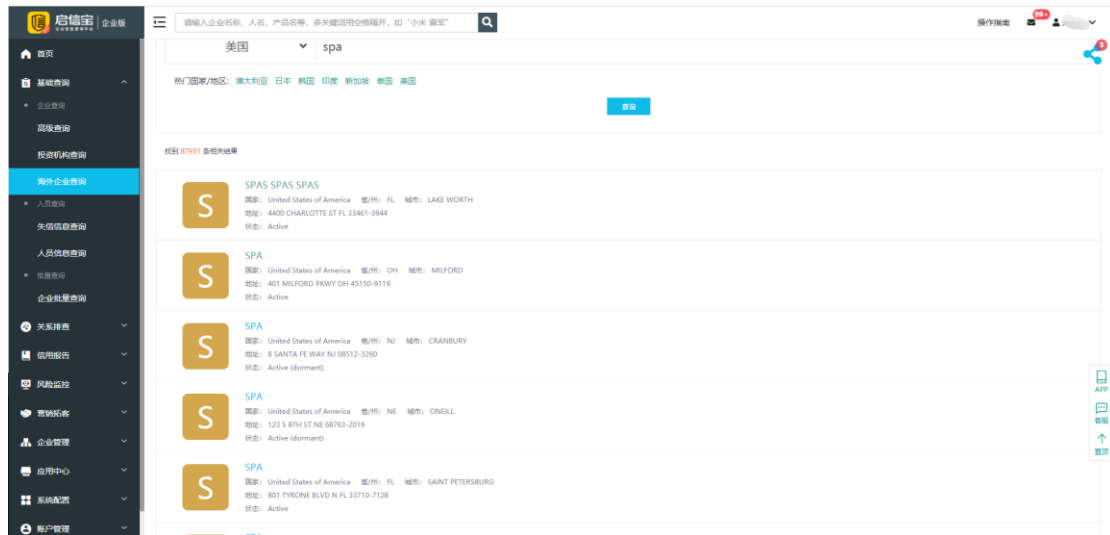 启信宝 企业版
请输入企业名称、人名、产品名等，多关键词用空格隔开，如 “小米 雷军”
操作指南
99+
首页
基础查询
企业查询
高级查询
投资机构查询
海外企业查询
人员查询
失信信息查询
人员信息查询
批量查询
企业批量查询
关系排查
信用报告
风险监控
营销拓客
企业管理
应用中心
系统配置
账户管理
美国 spa
3
热门国家/地区： 澳大利亚 日本 韩国 印度 新加坡 泰国 美国
查询
找到 87951 条相关结果
S
SPAS SPAS SPAS
国家： United States of America 省/州： FL 城市： LAKE WORTH
地址： 4400 CHARLOTTE ST FL 33461-3944
状态： Active
S
SPA
国家： United States of America 省/州： OH 城市： MILFORD
地址： 401 MILFORD PKWY OH 45150-9119
状态： Active
S
SPA
国家： United States of America 省/州： NJ 城市： CRANBURY
地址： 8 SANTA FE WAY NJ 08512-3260
状态： Active (dormant)
S
SPA
国家： United States of America 省/州： NE 城市： ONEILL
地址： 123 S 8TH ST NE 68763-2019
状态： Active (dormant)
S
SPA
国家： United States of America 省/州： FL 城市： SAINT PETERSBURG
地址： 801 TYRONE BLVD N FL 33710-7128
状态： Active
APP
客服
置顶